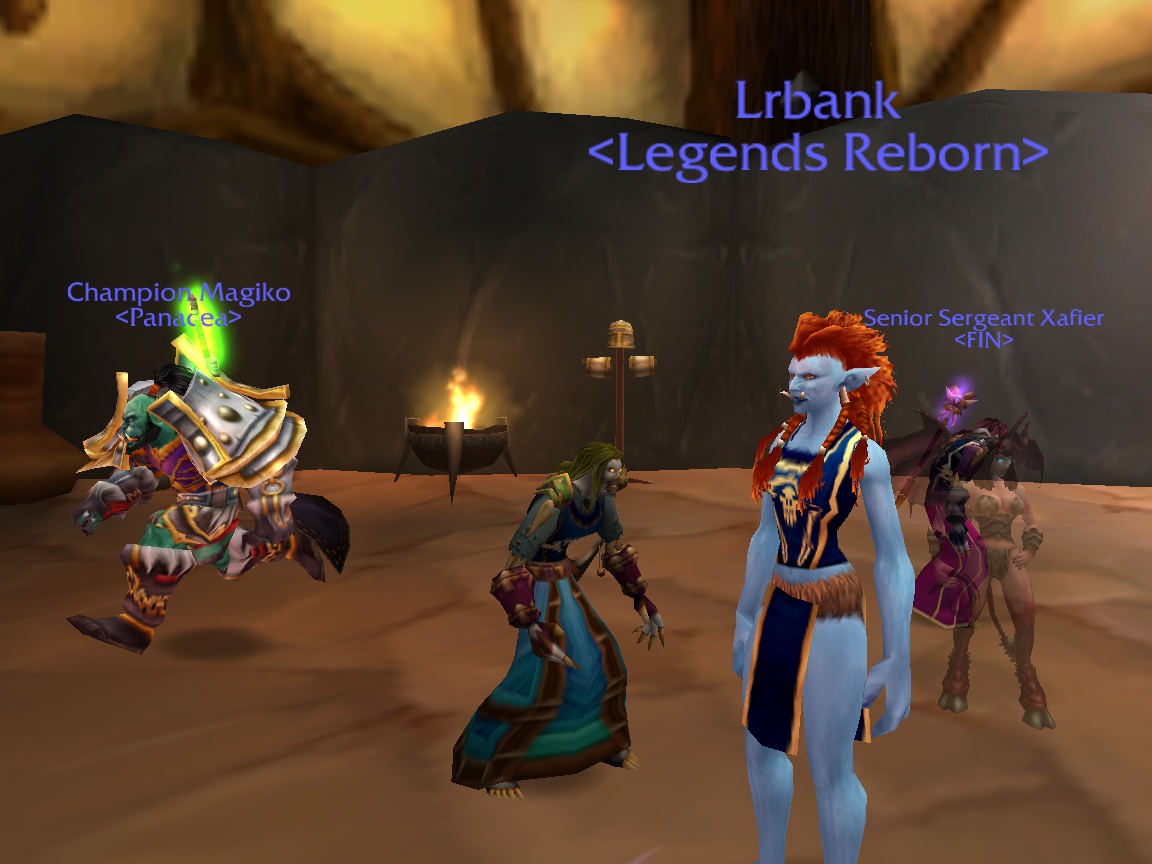 Lrbank
<Legends Reborn>
Champion Magiko
<Panacea>
Senior Sergeant Xafier
<FIN>